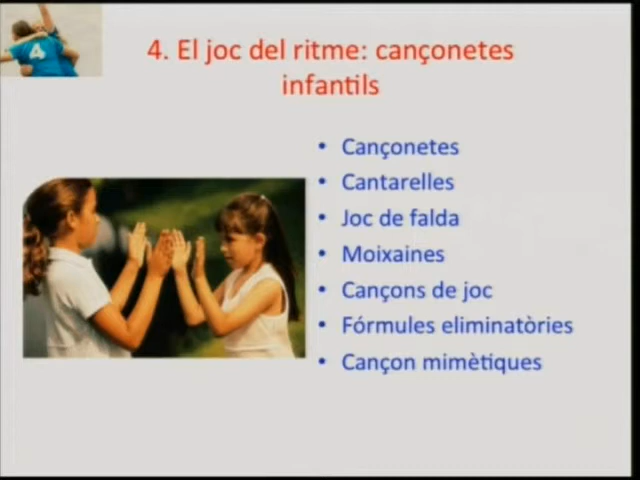 4
4. El joc del ritme: cançonetes
infantils
• Cançonetes
• Cantarelles
• Joc de falda
• Moixaines
• Cançons de joc
• Fórmules eliminatòries
• Cançon mimètiques